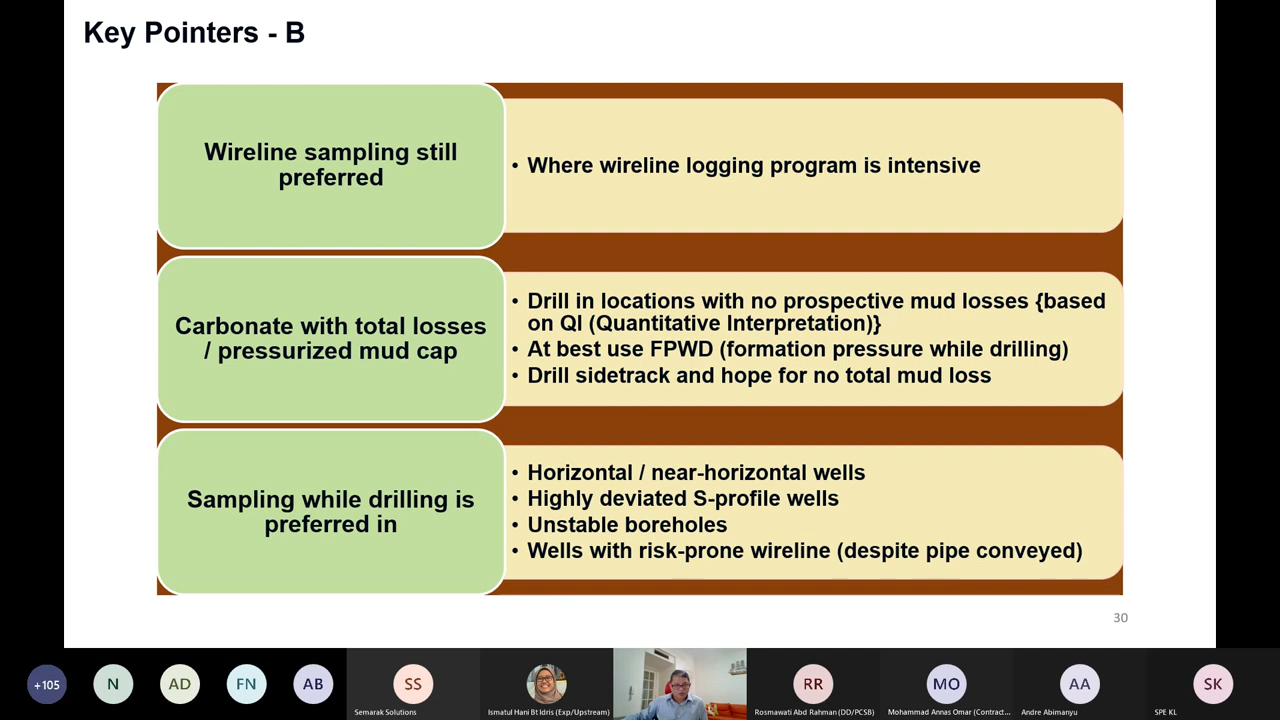 Key Pointers - B
Wireline sampling still
preferred
• Where wireline logging program is intensive
Carbonate with total losses
/ pressurized mud cap
• Drill in locations with no prospective mud losses {based
on QI (Quantitative Interpretation)}
• At best use FPWD (formation pressure while drilling)
• Drill sidetrack and hope for no total mud loss
Sampling while drilling is
preferred in
• Horizontal / near-horizontal wells
• Highly deviated S-profile wells
• Unstable boreholes
• Wells with risk-prone wireline (despite pipe conveyed)
30
+105
N
AD
FN
AB
SS
Semarak Solutions
Ismatul Hani Bt Idris (Exp/Upstream)
RR
Rosmawati Abd Rahman (DD/PCSB)
MO
Mohammad Annas Omar (Contract...
AA
Andre Abimanyu
SK
SPE KL